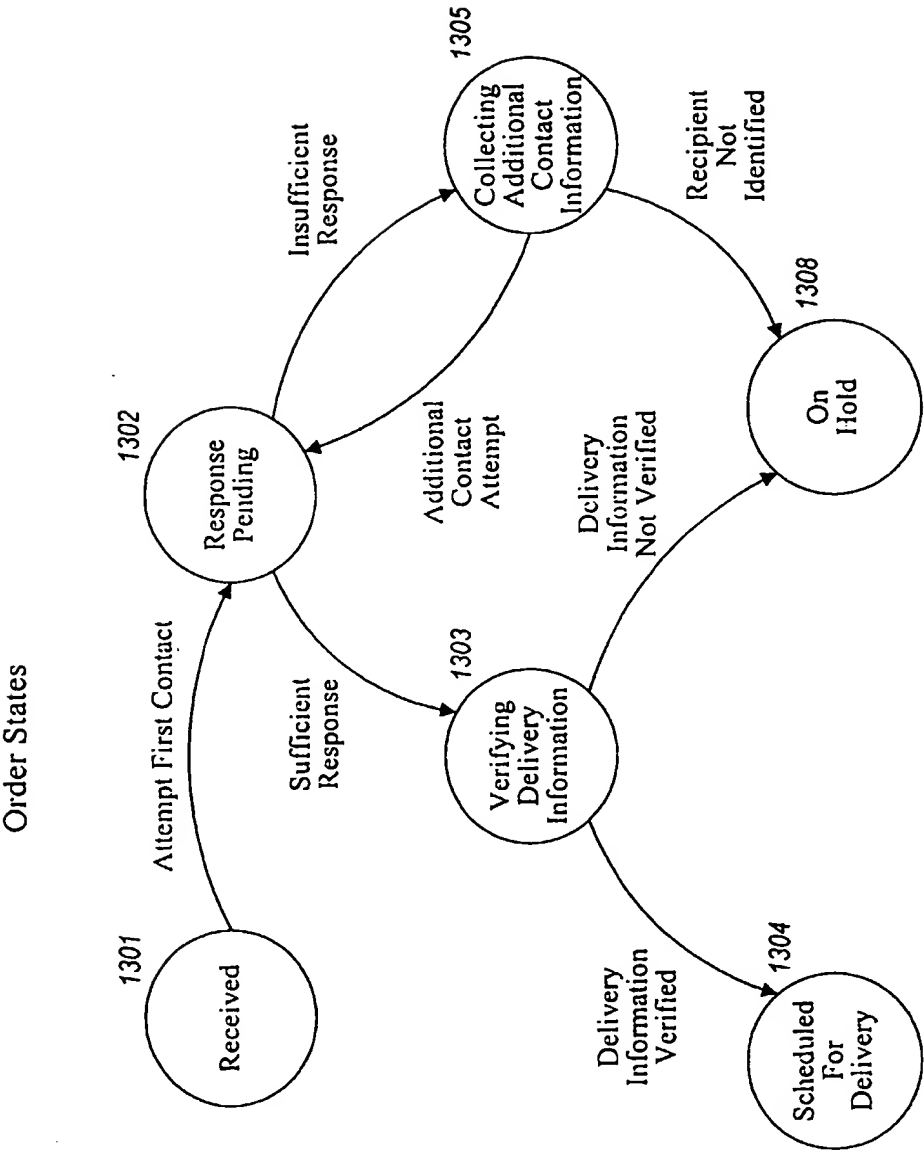 Order States
1301
Received
Attempt First Contact
1302
Response
Pending
Insufficient
Response
1305
Collecting
Additional
Contact
Information
Sufficient
Response
Additional
Contact
Attempt
1303
Verifying
Delivery
Information
Delivery
Information
Not Verified
Recipient
Not
Identified
Delivery
Information
Verified
1304
Scheduled
For
Delivery
1308
On
Hold